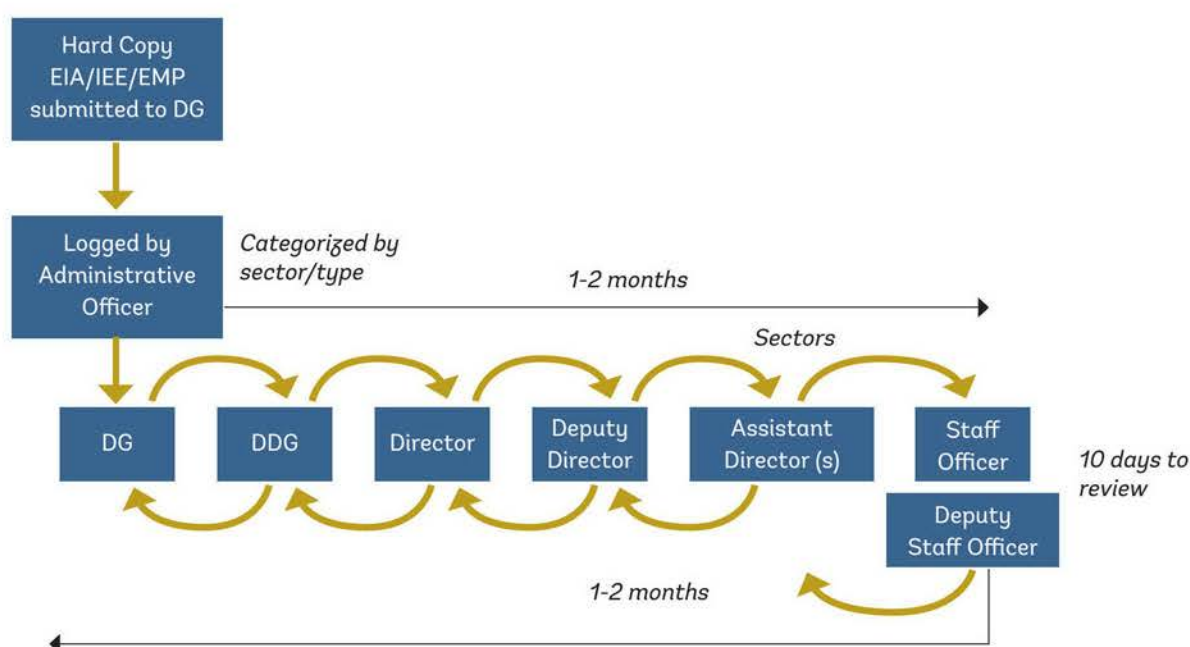 Hard Copy
EIA/IEE/EMP
submitted to DG
Logged by
Administrative
Officer
Categorized by
sector/type
1-2 months
Sectors
DG
DDG
Director
Deputy
Director
Assistant
Director (s)
Staff
Officer
10 days to
review
Deputy
Staff Officer
1-2 months